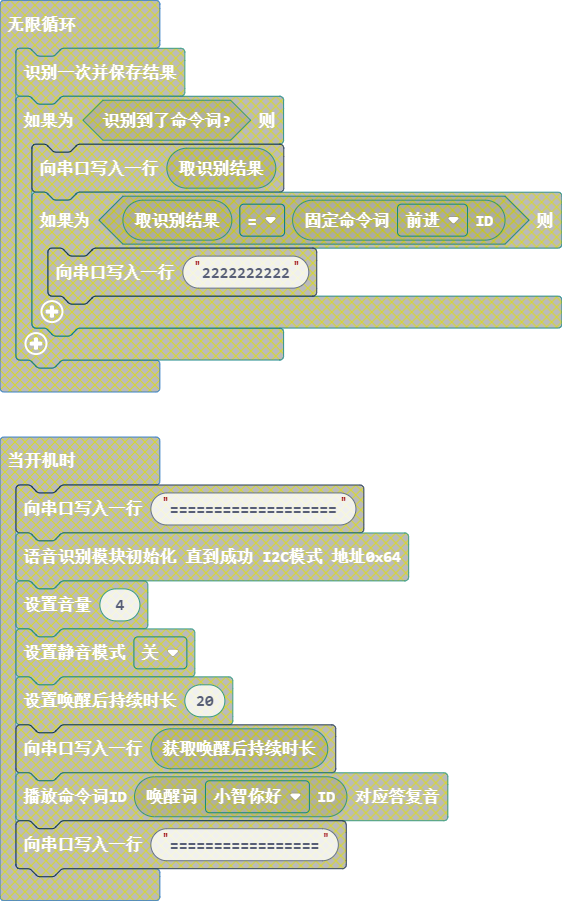 无限循环
识别一次并保存结果
如果为 识别到了命令词? 则
向串口写入一行 取识别结果
如果为 取识别结果 = 固定命令词 前进 ID 则
向串口写入一行 "2222222222"
当开机时
向串口写入一行 "==================="
语音识别模块初始化 直到成功 I2C模式 地址0x64
设置音量 4
设置静音模式 关
设置唤醒后持续时长 20
向串口写入一行 获取唤醒后持续时长
播放命令词ID 唤醒词 小智你好 ID 对应答复音
向串口写入一行 "================="